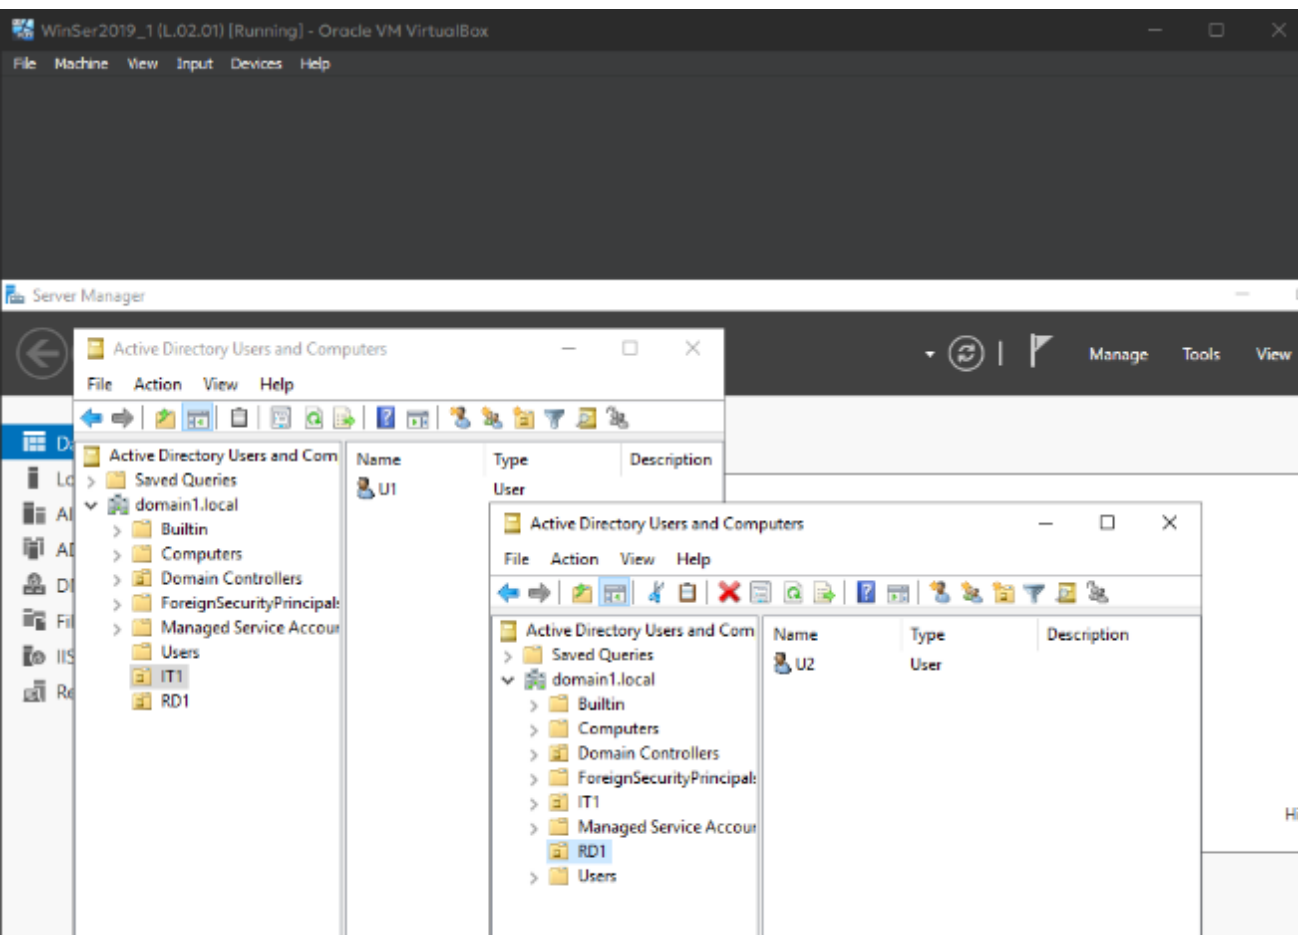 WinSer2019_1 (L.02.01) [Running] - Oracle VM VirtualBox
File Machine View Input Devices Help
Server Manager
Manage Tools View
Active Directory Users and Computers
File Action View Help
Active Directory Users and Com
Saved Queries
domain1.local
Builtin
Computers
Domain Controllers
ForeignSecurityPrincipals
Managed Service Accour
Users
IT1
RD1
Name Type Description
U1 User
Active Directory Users and Computers
File Action View Help
Active Directory Users and Com
Saved Queries
domain1.local
Builtin
Computers
Domain Controllers
ForeignSecurityPrincipals
IT1
Managed Service Accour
RD1
Users
Name Type Description
U2 User